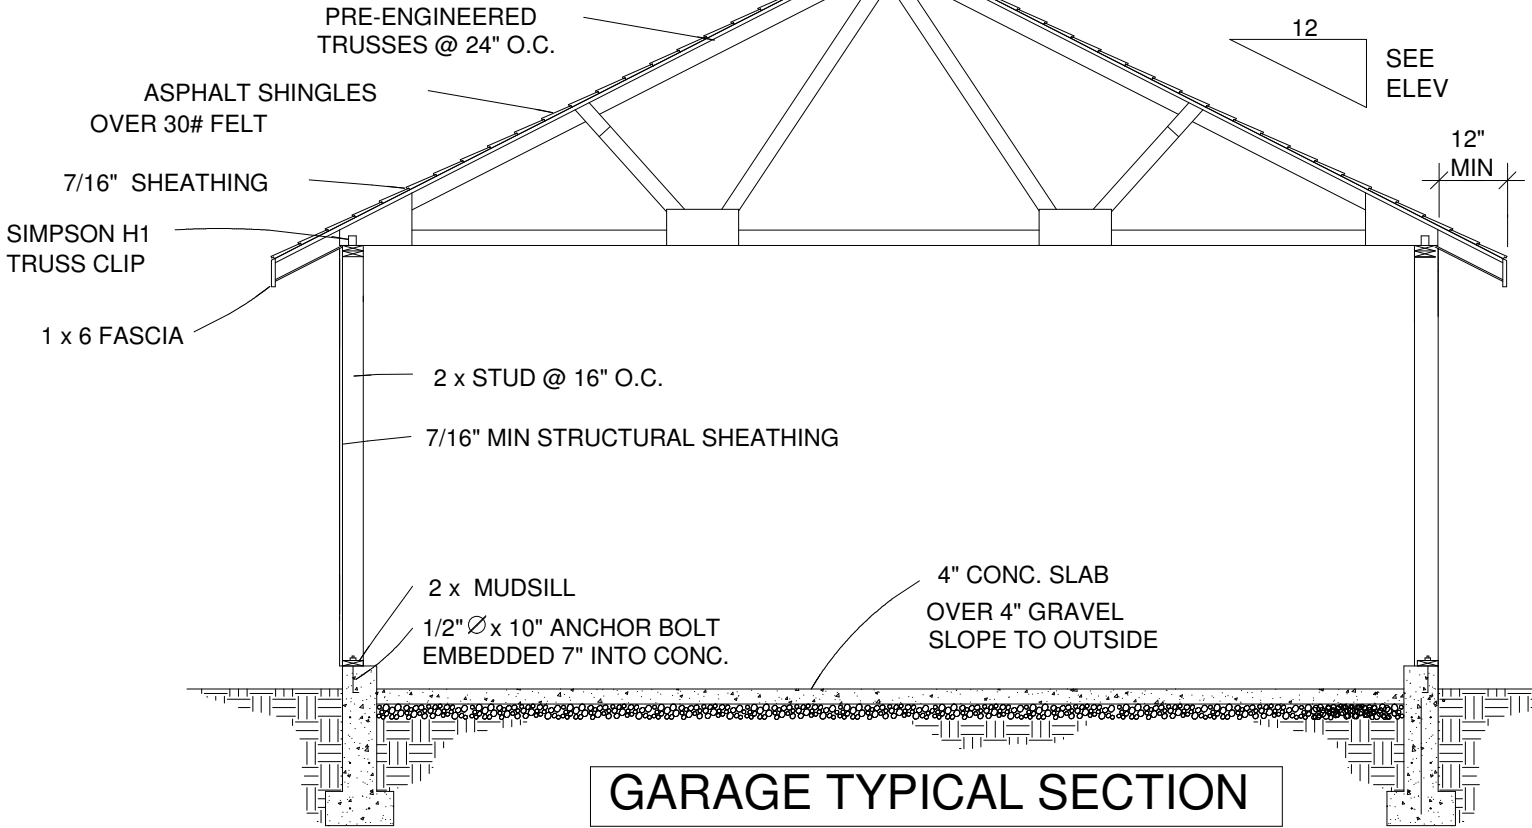 PRE-ENGINEERED
TRUSSES @ 24" O.C.
12
SEE
ELEV
ASPHALT SHINGLES
OVER 30# FELT
12"
MIN
7/16" SHEATHING
SIMPSON H1
TRUSS CLIP
1 x 6 FASCIA
2 x STUD @ 16" O.C.
7/16" MIN STRUCTURAL SHEATHING
2 x MUDSILL
1/2" Ø x 10" ANCHOR BOLT
EMBEDDED 7" INTO CONC.
4" CONC. SLAB
OVER 4" GRAVEL
SLOPE TO OUTSIDE
GARAGE TYPICAL SECTION